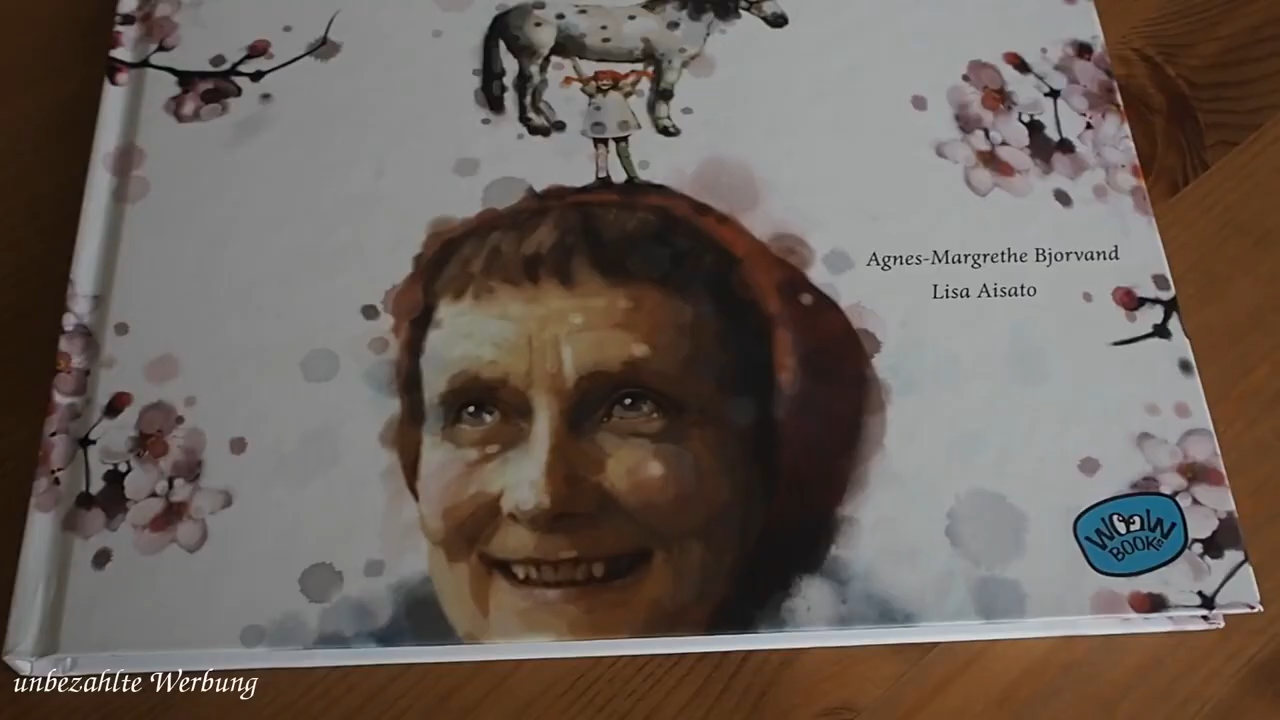 Agnes-Margrethe Bjorvand
Lisa Aisato
WOOW
BOOKS
unbezahlte Werbung